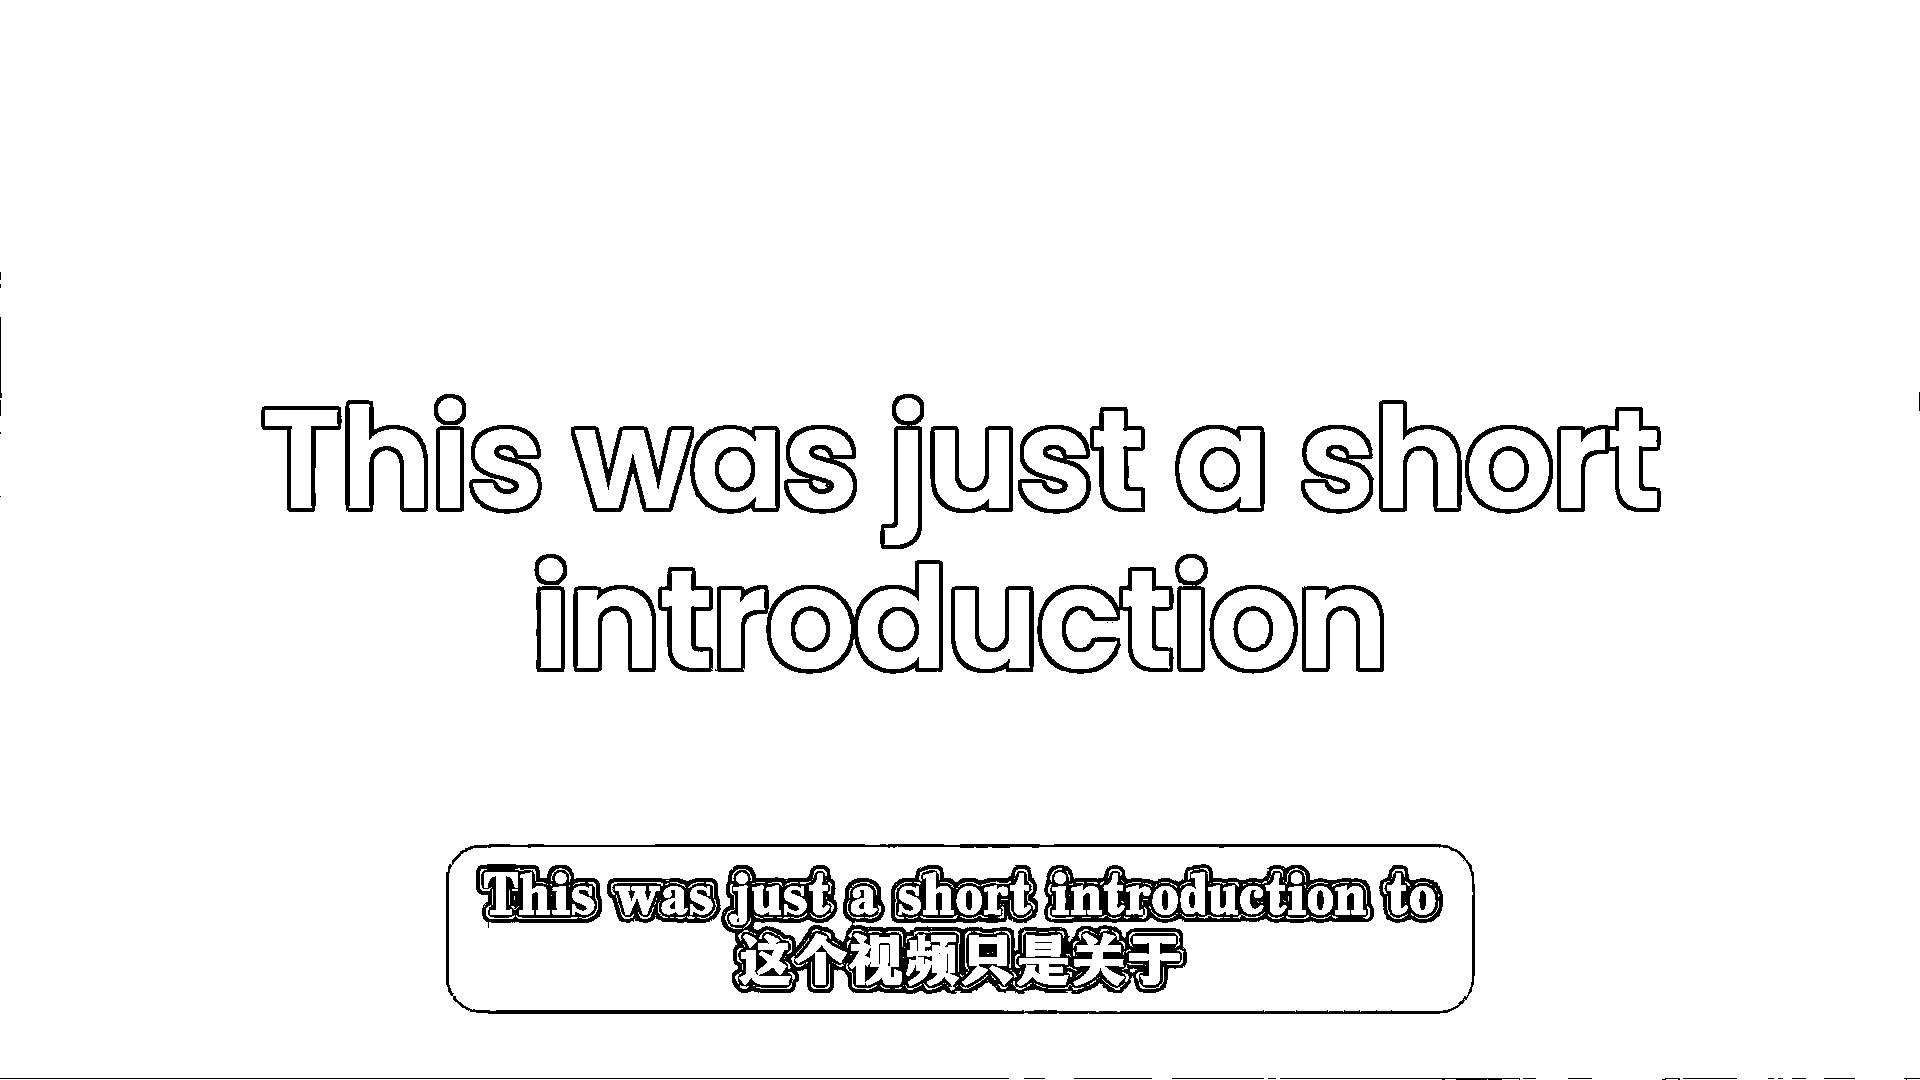 This was just a short
introduction
This was just a short introduction to
这个视频只是关于